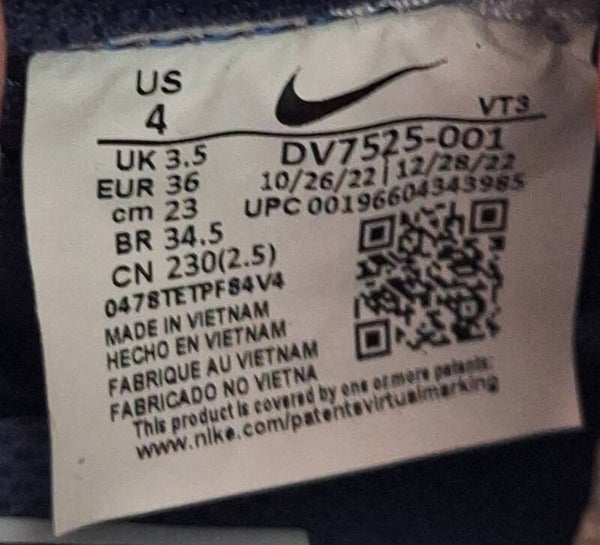 US
4
VT3
UK 3.5
DV7525-001
EUR 36
10/26/22 | 12/28/22
cm 23
UPC 00196604343985
BR 34.5
CN 230(2.5)
0478TETPF84V4
MADE IN VIETNAM
HECHO EN VIETNAM
FABRIQUE AU VIETNAM
FABRICADO NO VIETNA
This product is covered by one or more patents:
www.nike.com/patentsvirtualmarking